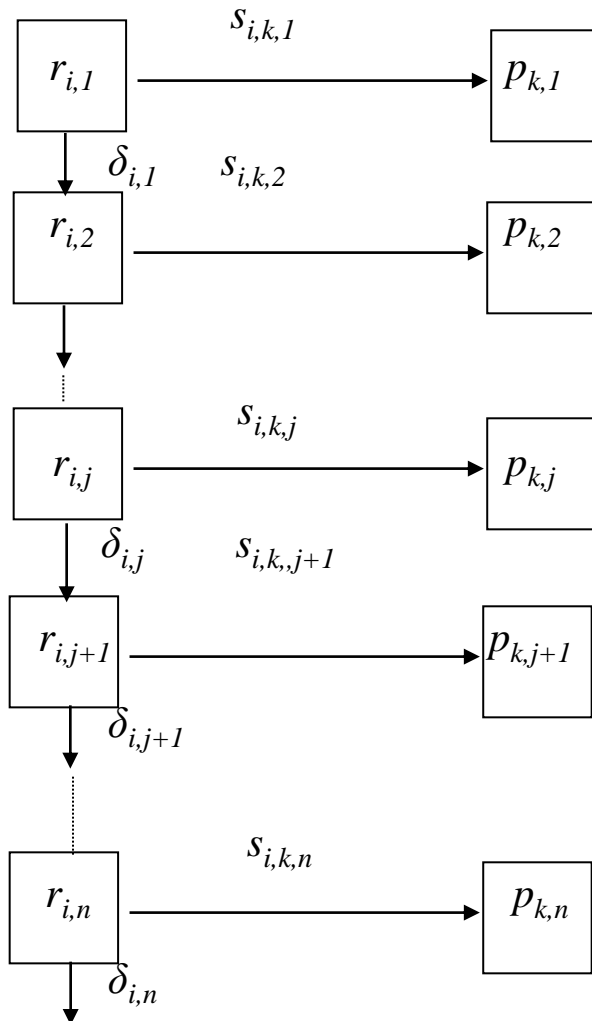 s_{i,k,1}
r_{i,1} p_{k,1}
δ_{i,1} s_{i,k,2}
r_{i,2} p_{k,2}
s_{i,k,j}
r_{i,j} p_{k,j}
δ_{i,j} s_{i,k,,j+1}
r_{i,j+1} p_{k,j+1}
δ_{i,j+1}
s_{i,k,n}
r_{i,n} p_{k,n}
δ_{i,n}